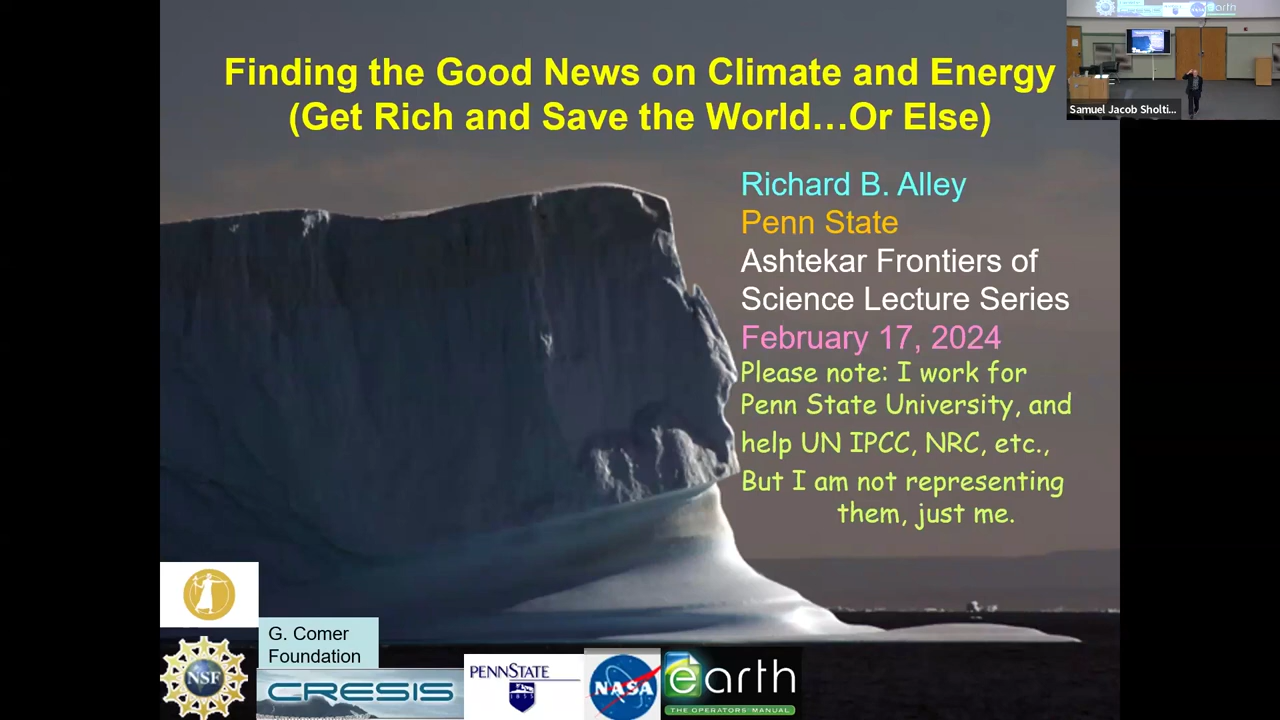 Finding the Good News on Climate and Energy
(Get Rich and Save the World…Or Else)
Richard B. Alley
Penn State
Ashtekar Frontiers of
Science Lecture Series
February 17, 2024
Please note: I work for
Penn State University, and
help UN IPCC, NRC, etc.,
But I am not representing
them, just me.
Samuel Jacob Sholti...
G. Comer
Foundation
NSF
CReSIS
PENNSTATE
1855
NASA
earth
THE OPERATORS' MANUAL